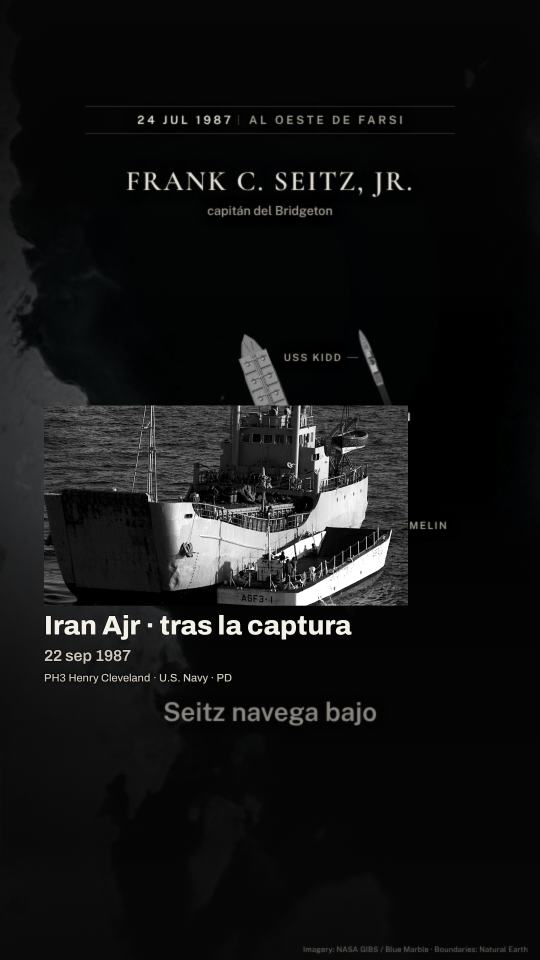 24 JUL 1987 | AL OESTE DE FARSI
FRANK C. SEITZ, JR.
capitán del Bridgeton
USS KIDD
MELIN
ASF3-1
Iran Ajr · tras la captura
22 sep 1987
PH3 Henry Cleveland · U.S. Navy · PD
Seitz navega bajo
Imagery: NASA GIBS / Blue Marble · Boundaries: Natural Earth